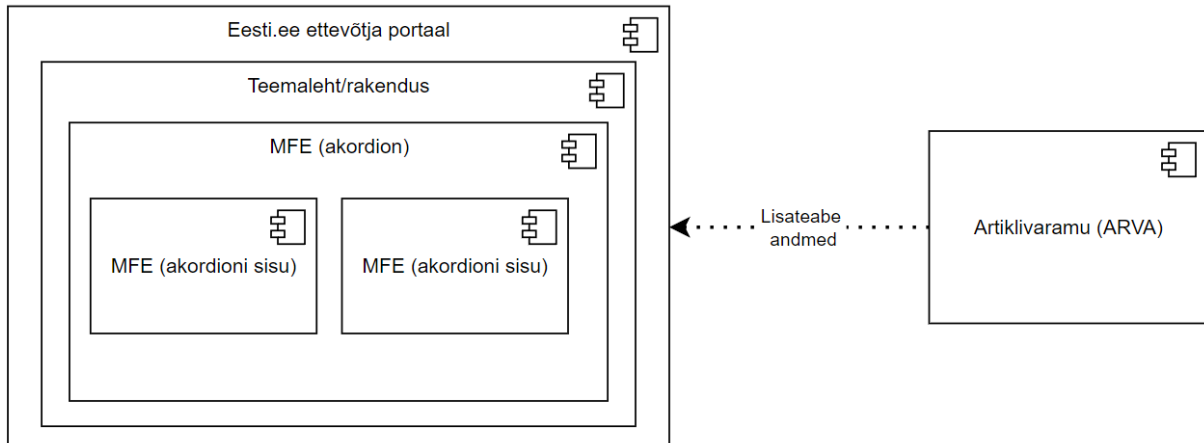 Eesti.ee ettevõtja portaal
Teemaleht/rakendus
MFE (akordion)
MFE (akordioni sisu)
MFE (akordioni sisu)
Lisateabe
andmed
Artiklivaramu (ARVA)